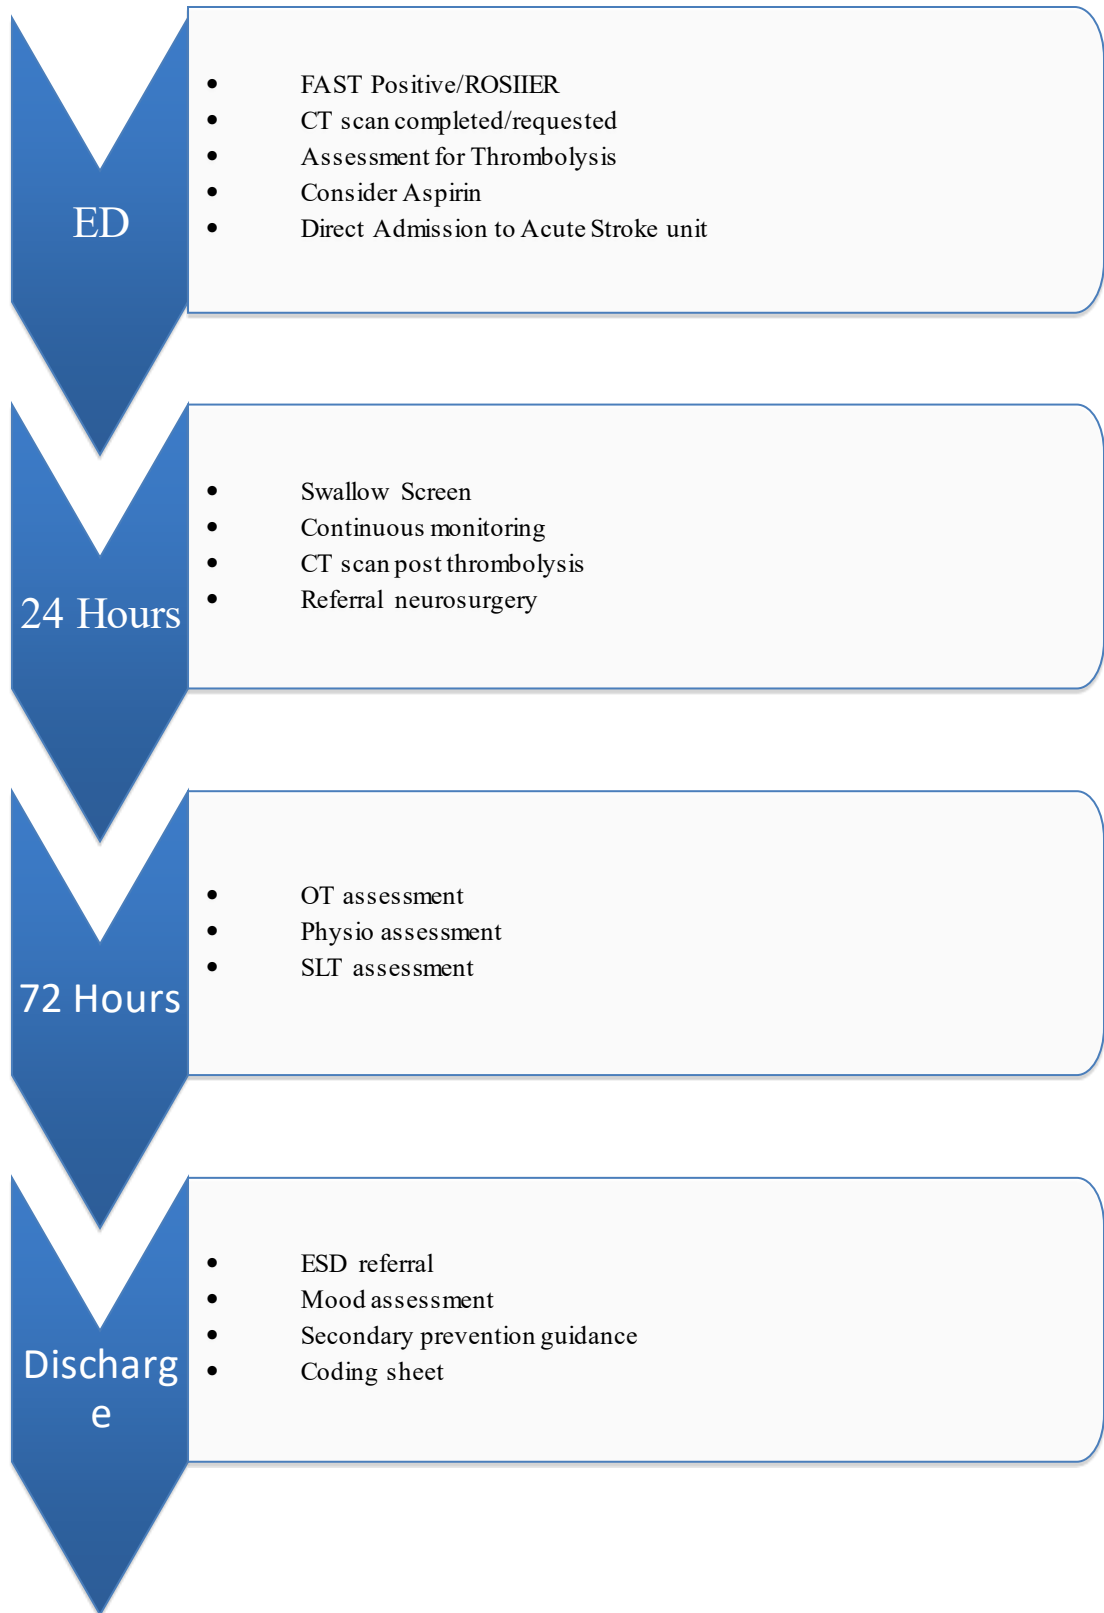 ED
• FAST Positive/ROSIIER
• CT scan completed/requested
• Assessment for Thrombolysis
• Consider Aspirin
• Direct Admission to Acute Stroke unit
24 Hours
• Swallow Screen
• Continuous monitoring
• CT scan post thrombolysis
• Referral neurosurgery
72 Hours
• OT assessment
• Physio assessment
• SLT assessment
Discharg
e
• ESD referral
• Mood assessment
• Secondary prevention guidance
• Coding sheet